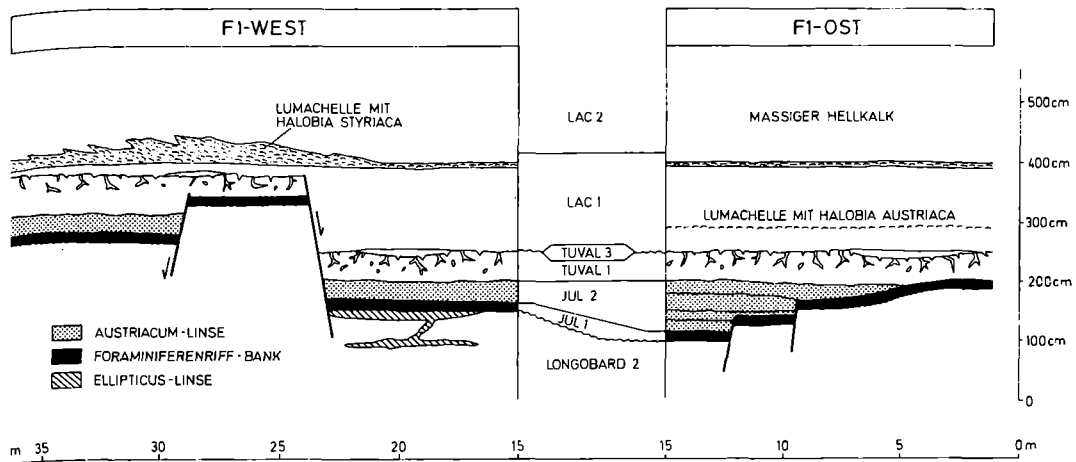 F1-WEST
F1-OST
LUMACHELLE MIT
HALOBIA STYRIACA
LAC 2
MASSIGER HELLKALK
500cm
400cm
LAC 1
LUMACHELLE MIT HALOBIA AUSTRIACA
300cm
TUVAL 3
TUVAL 1
200cm
JUL 2
JUL 1
AUSTRIACUM-LINSE
FORAMINIFERENRIFF-BANK
100cm
LONGOBARD 2
ELLIPTICUS-LINSE
0
m 35 30 25 20 15 15 10 5 0 m